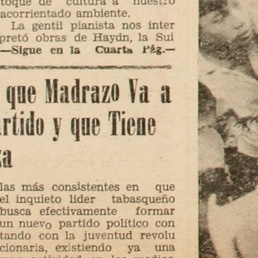 toque de cultura a nuestro
acorrientado ambiente.
La gentil pianista nos inter
pretó obras de Haydn, la Sui
—Sigue en la Cuarta Pág.—
que Madrazo Va a
artido y que Tiene
za
las más consistentes en que
el inquieto líder tabasqueño
busca efectivamente formar
un nuevo partido político con
tando con la juventud revolu
cionaria, existiendo ya una